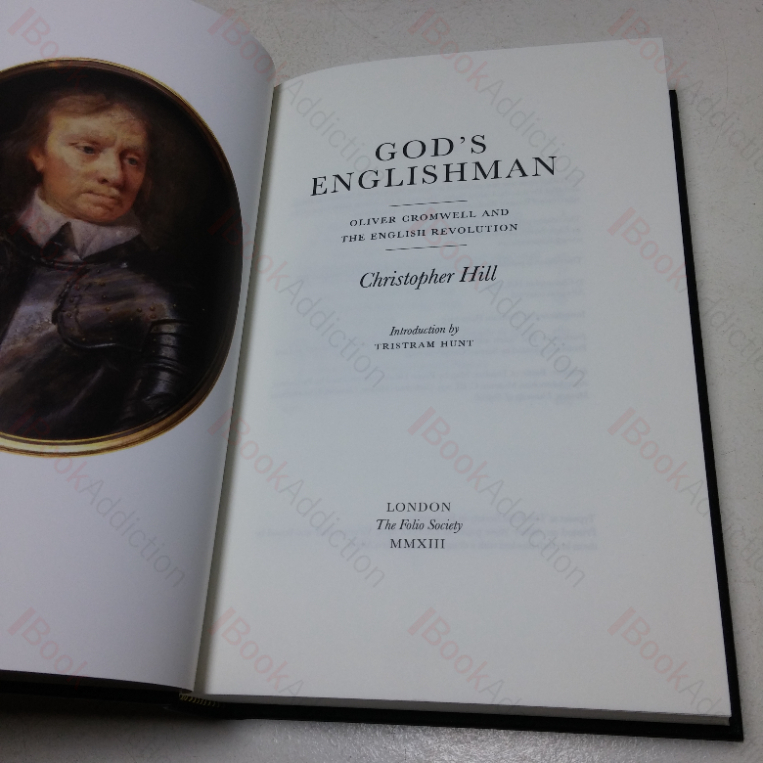 GOD'S
ENGLISHMAN
OLIVER CROMWELL AND
THE ENGLISH REVOLUTION
Christopher Hill
Introduction by
TRISTRAM HUNT
LONDON
The Folio Society
MMXIII
BookAddiction